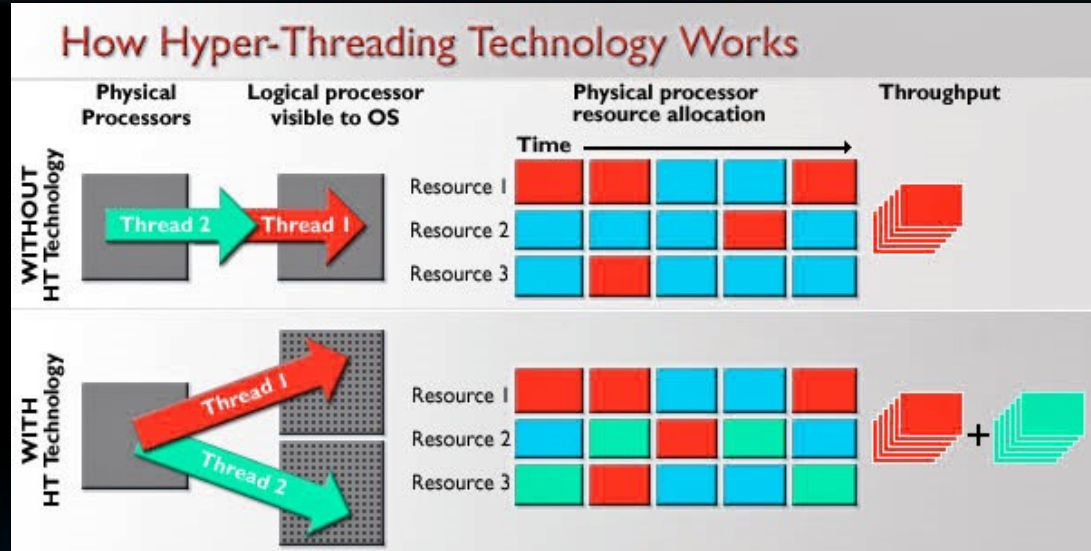 How Hyper-Threading Technology Works
Physical
Processors
Logical processor
visible to OS
Physical processor
resource allocation
Throughput
WITHOUT
HT Technology
Thread 2
Thread 1
Time
Resource 1
Resource 2
Resource 3
WITH
HT Technology
Thread 1
Thread 2
Resource 1
Resource 2
Resource 3
+